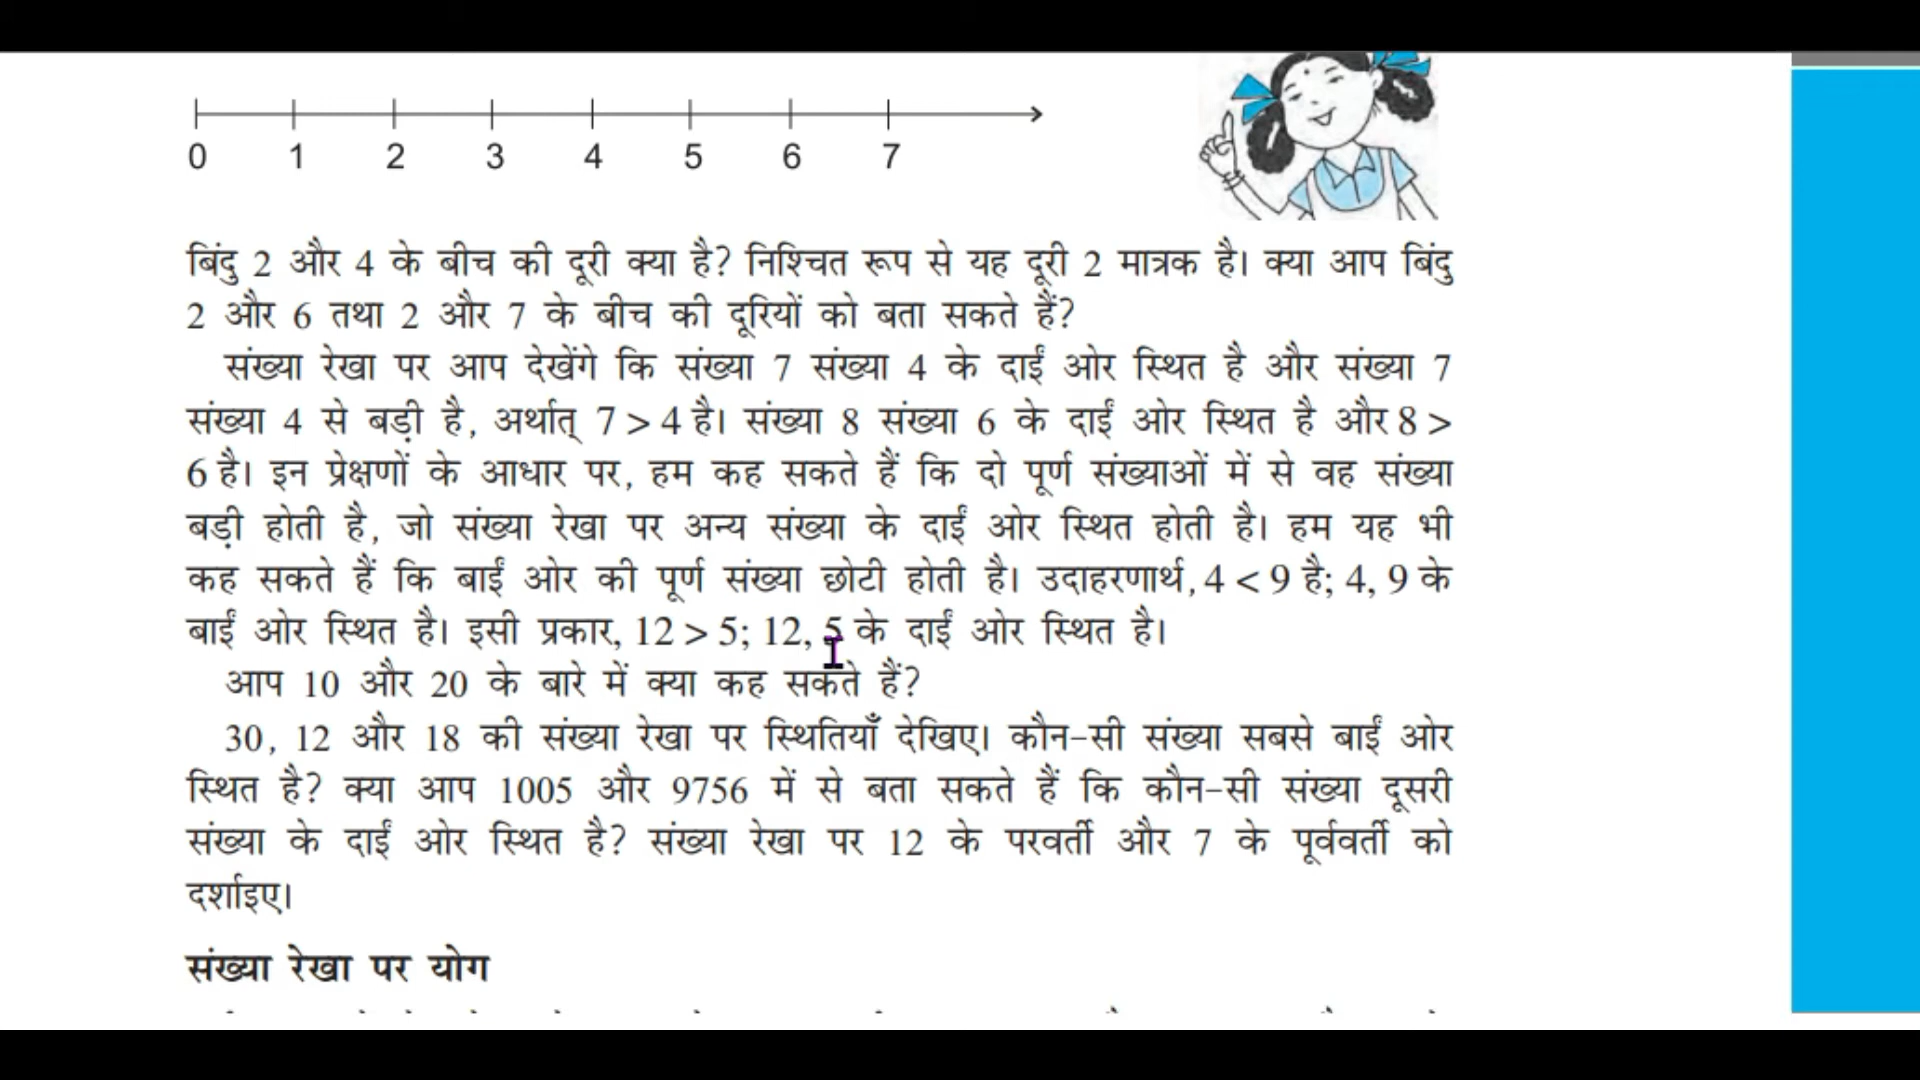 0 1 2 3 4 5 6 7
बिंदु 2 और 4 के बीच की दूरी क्या है? निश्चित रूप से यह दूरी 2 मात्रक है। क्या आप बिंदु
2 और 6 तथा 2 और 7 के बीच की दूरियों को बता सकते हैं?
संख्या रेखा पर आप देखेंगे कि संख्या 7 संख्या 4 के दाईं ओर स्थित है और संख्या 7
संख्या 4 से बड़ी है, अर्थात् 7 > 4 है। संख्या 8 संख्या 6 के दाईं ओर स्थित है और 8 >
6 है। इन प्रेक्षणों के आधार पर, हम कह सकते हैं कि दो पूर्ण संख्याओं में से वह संख्या
बड़ी होती है, जो संख्या रेखा पर अन्य संख्या के दाईं ओर स्थित होती है। हम यह भी
कह सकते हैं कि बाईं ओर की पूर्ण संख्या छोटी होती है। उदाहरणार्थ, 4 < 9 है; 4, 9 के
बाईं ओर स्थित है। इसी प्रकार, 12 > 5; 12, 5 के दाईं ओर स्थित है।
आप 10 और 20 के बारे में क्या कह सकते हैं?
30, 12 और 18 की संख्या रेखा पर स्थितियाँ देखिए। कौन-सी संख्या सबसे बाईं ओर
स्थित है? क्या आप 1005 और 9756 में से बता सकते हैं कि कौन-सी संख्या दूसरी
संख्या के दाईं ओर स्थित है? संख्या रेखा पर 12 के परवर्ती और 7 के पूर्ववर्ती को
दर्शाइए।
संख्या रेखा पर योग